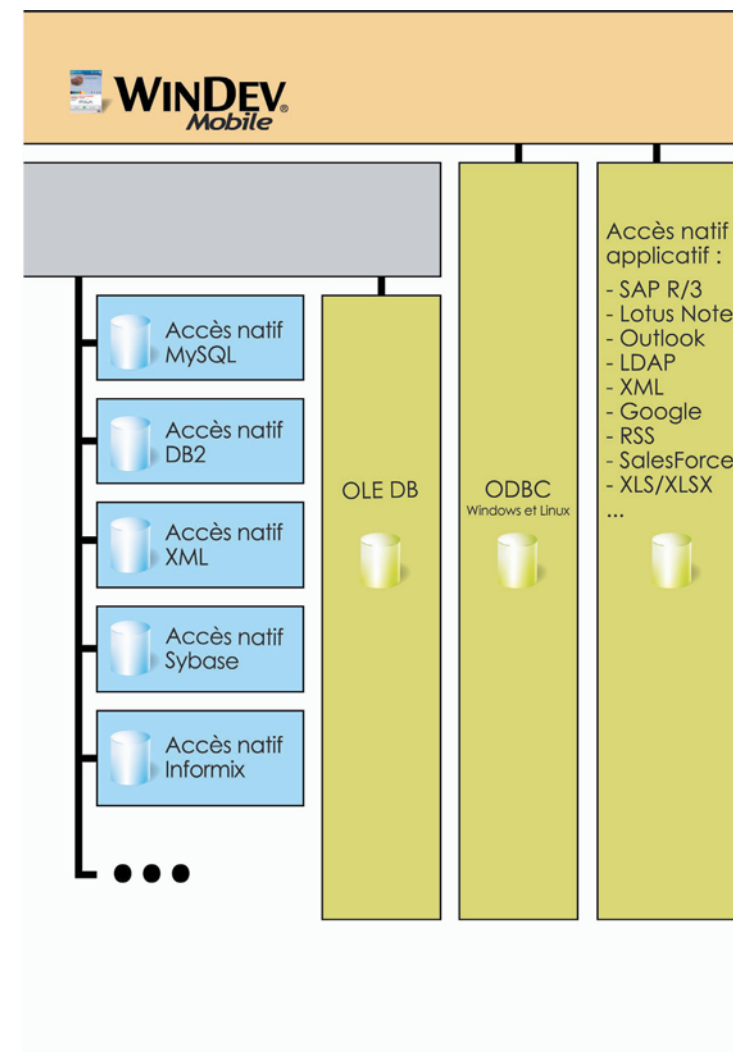 WINDEV®
Mobile
Accès natif
MySQL
Accès natif
DB2
Accès natif
XML
Accès natif
Sybase
Accès natif
Informix
OLE DB
ODBC
Windows et Linux
Accès natif
applicatif :
- SAP R/3
- Lotus Note
- Outlook
- LDAP
- XML
- Google
- RSS
- SalesForce
- XLS/XLSX
...